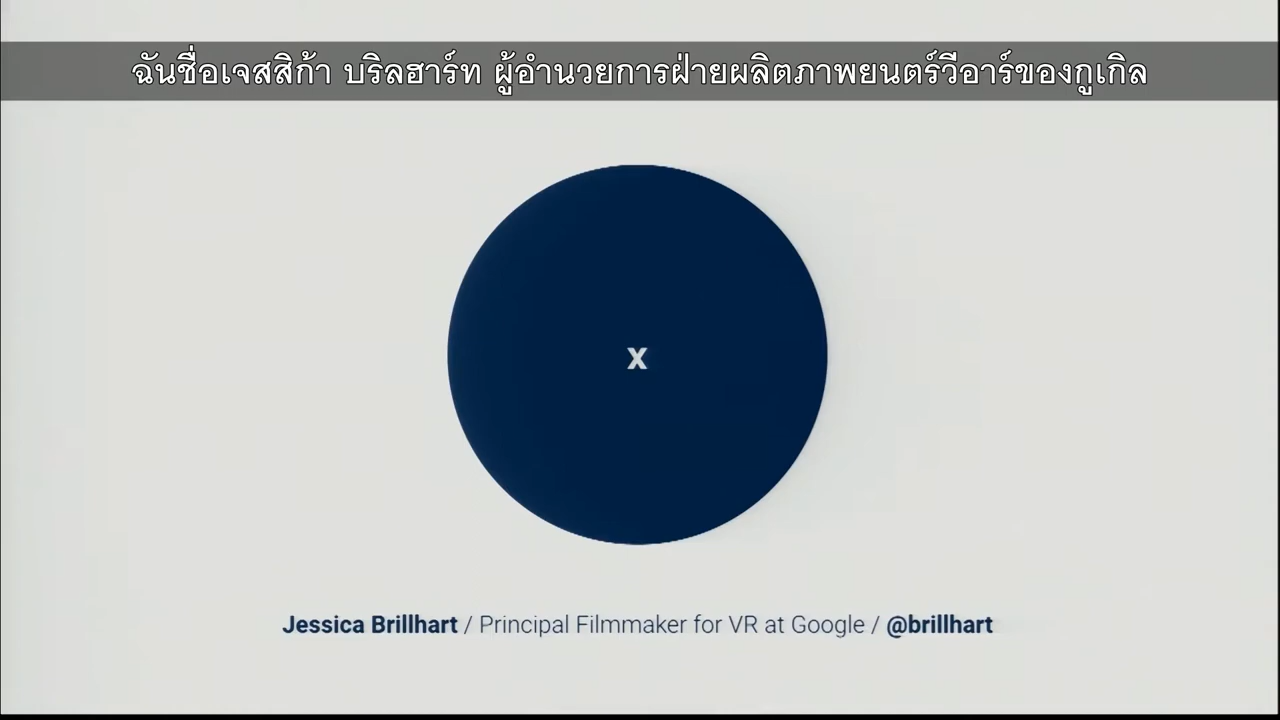 ฉันชื่อเจสสิก้า บริลฮาร์ท ผู้อำนวยการฝ่ายผลิตภาพยนตร์วีอาร์ของกูเกิล
x
Jessica Brillhart / Principal Filmmaker for VR at Google / @brillhart